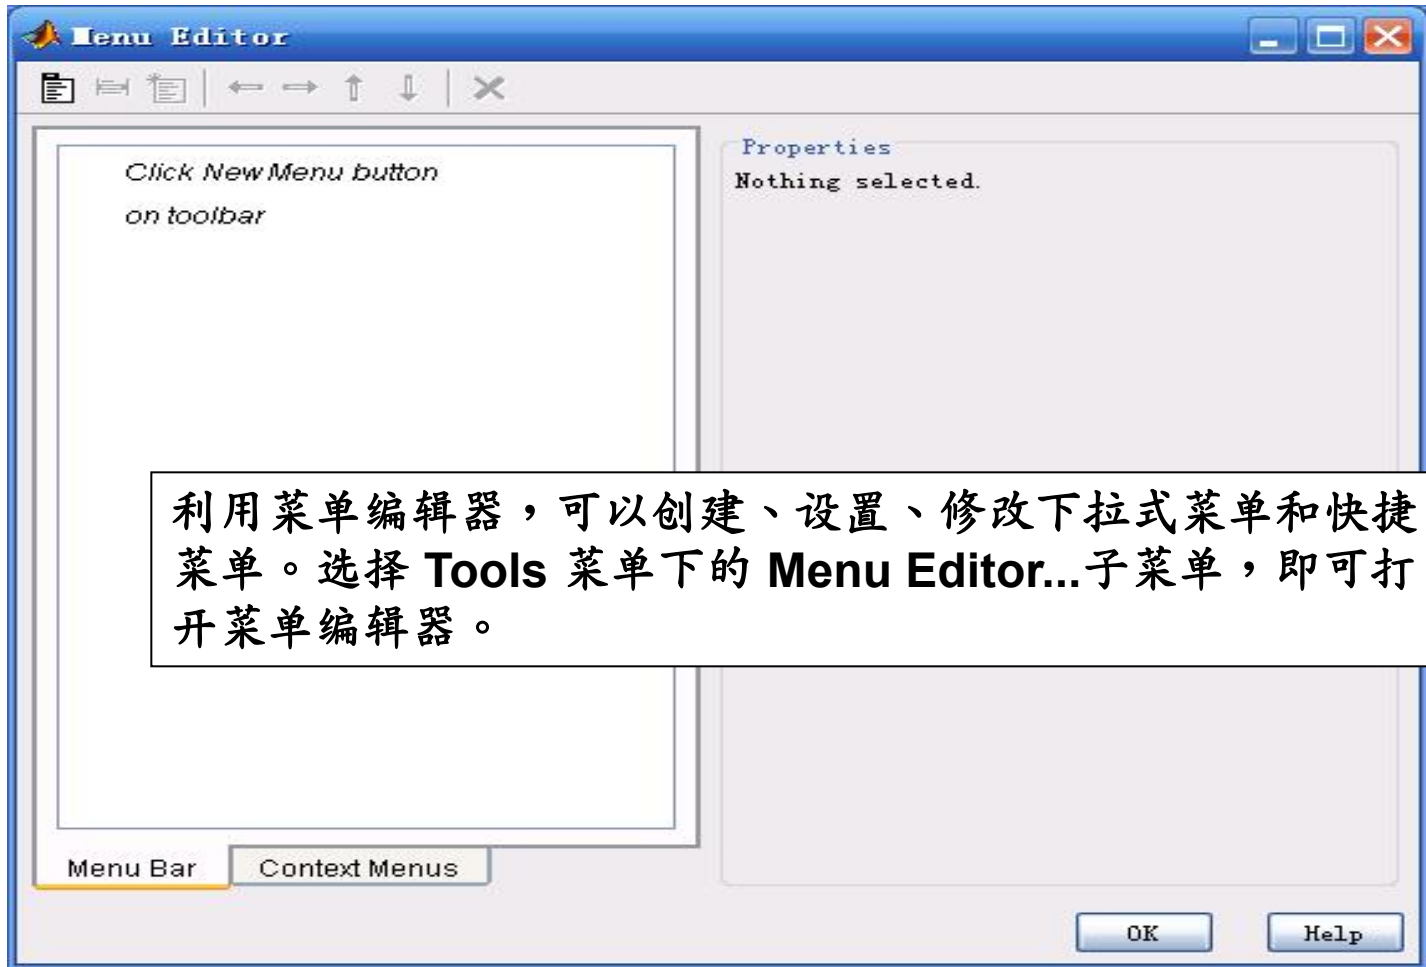 Menu Editor
Click New Menu button
on toolbar
Properties
Nothing selected.
利用菜单编辑器，可以创建、设置、修改下拉式菜单和快捷
菜单。选择 Tools 菜单下的 Menu Editor...子菜单，即可打
开菜单编辑器。
Menu Bar
Context Menus
OK
Help